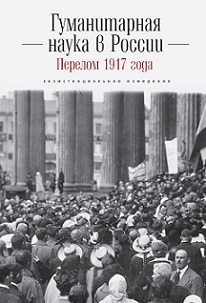 Гуманитарная
наука в России
Перелом 1917 года
экзистенциальное измерение